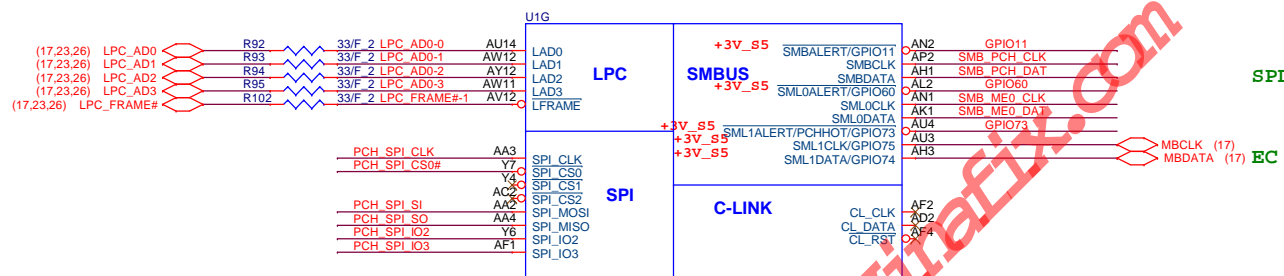 U1G
(17,23,26) LPC_AD0 R92 33/F_2 LPC_AD0-0 AU14 LAD0
(17,23,26) LPC_AD1 R93 33/F_2 LPC_AD0-1 AW12 LAD1
(17,23,26) LPC_AD2 R94 33/F_2 LPC_AD0-2 AY12 LAD2
(17,23,26) LPC_AD3 R95 33/F_2 LPC_AD0-3 AW11 LAD3
(17,23,26) LPC_FRAME# R102 33/F_2 LPC_FRAME#-1 AV12 LFRAME
LPC
SMBUS
+3V_S5 SMBALERT/GPIO11 AN2 GPIO11
SMBCLK AP2 SMB_PCH_CLK
SMBDATA AH1 SMB_PCH_DAT
+3V_S5 SML0ALERT/GPIO60 AL2 GPIO60
SML0CLK AN1 SMB_ME0_CLK
SML0DATA AK1 SMB_ME0_DAT
+3V_S5 SML1ALERT/PCHHOT/GPIO73 AU4 GPIO73
+3V_S5 SML1CLK/GPIO75 AU3 MBCLK (17)
+3V_S5 SML1DATA/GPIO74 AH3 MBDATA (17)
SPI
EC
PCH_SPI_CLK AA3 SPI_CLK
PCH_SPI_CS0# Y7 SPI_CS0
Y4 SPI_CS1
AC2 SPI_CS2
PCH_SPI_SI AA2 SPI_MOSI
PCH_SPI_SO AA4 SPI_MISO
PCH_SPI_IO2 Y6 SPI_IO2
PCH_SPI_IO3 AF1 SPI_IO3
SPI
C-LINK
CL_CLK AF2
CL_DATA AD2
CL_RST AF4
inafix.com